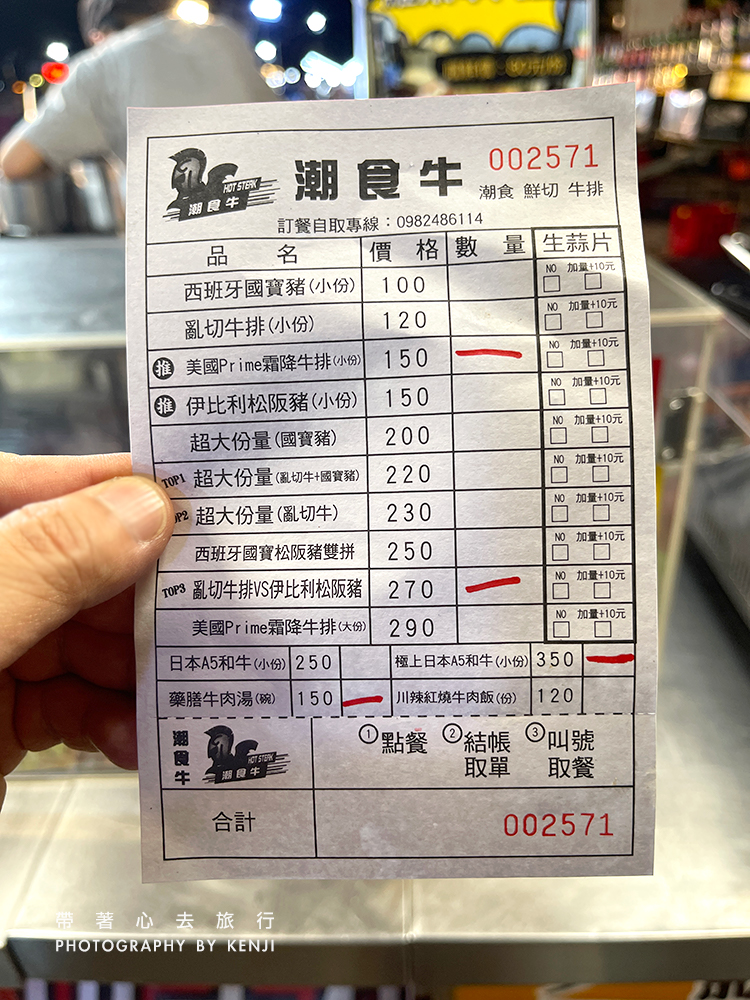 HOT STEAK
潮食牛
潮食牛
002571
潮食 鮮切 牛排
訂餐自取專線:0982486114
品 名 價 格 數 量 生蒜片
西班牙國寶豬(小份) 100 NO 加量+10元
亂切牛排(小份) 120 NO 加量+10元
推 美國Prime霜降牛排(小份) 150 一 NO 加量+10元
推 伊比利松阪豬(小份) 150 NO 加量+10元
超大份量(國寶豬) 200 NO 加量+10元
TOP1 超大份量(亂切牛+國寶豬) 220 NO 加量+10元
超大份量(亂切牛) 230 NO 加量+10元
西班牙國寶松阪豬雙拼 250 NO 加量+10元
TOP3 亂切牛排VS伊比利松阪豬 270 一 NO 加量+10元
美國Prime霜降牛排(大份) 290 NO 加量+10元
日本A5和牛(小份) 250 極上日本A5和牛(小份) 350 一
藥膳牛肉湯(碗) 150 一 川辣紅燒牛肉飯(份) 120
潮食牛
HOT STEAK
潮食牛
①點餐 ②結帳取單 ③叫號取餐
合計 002571
帶著心去旅行
PHOTOGRAPHY BY KENJI